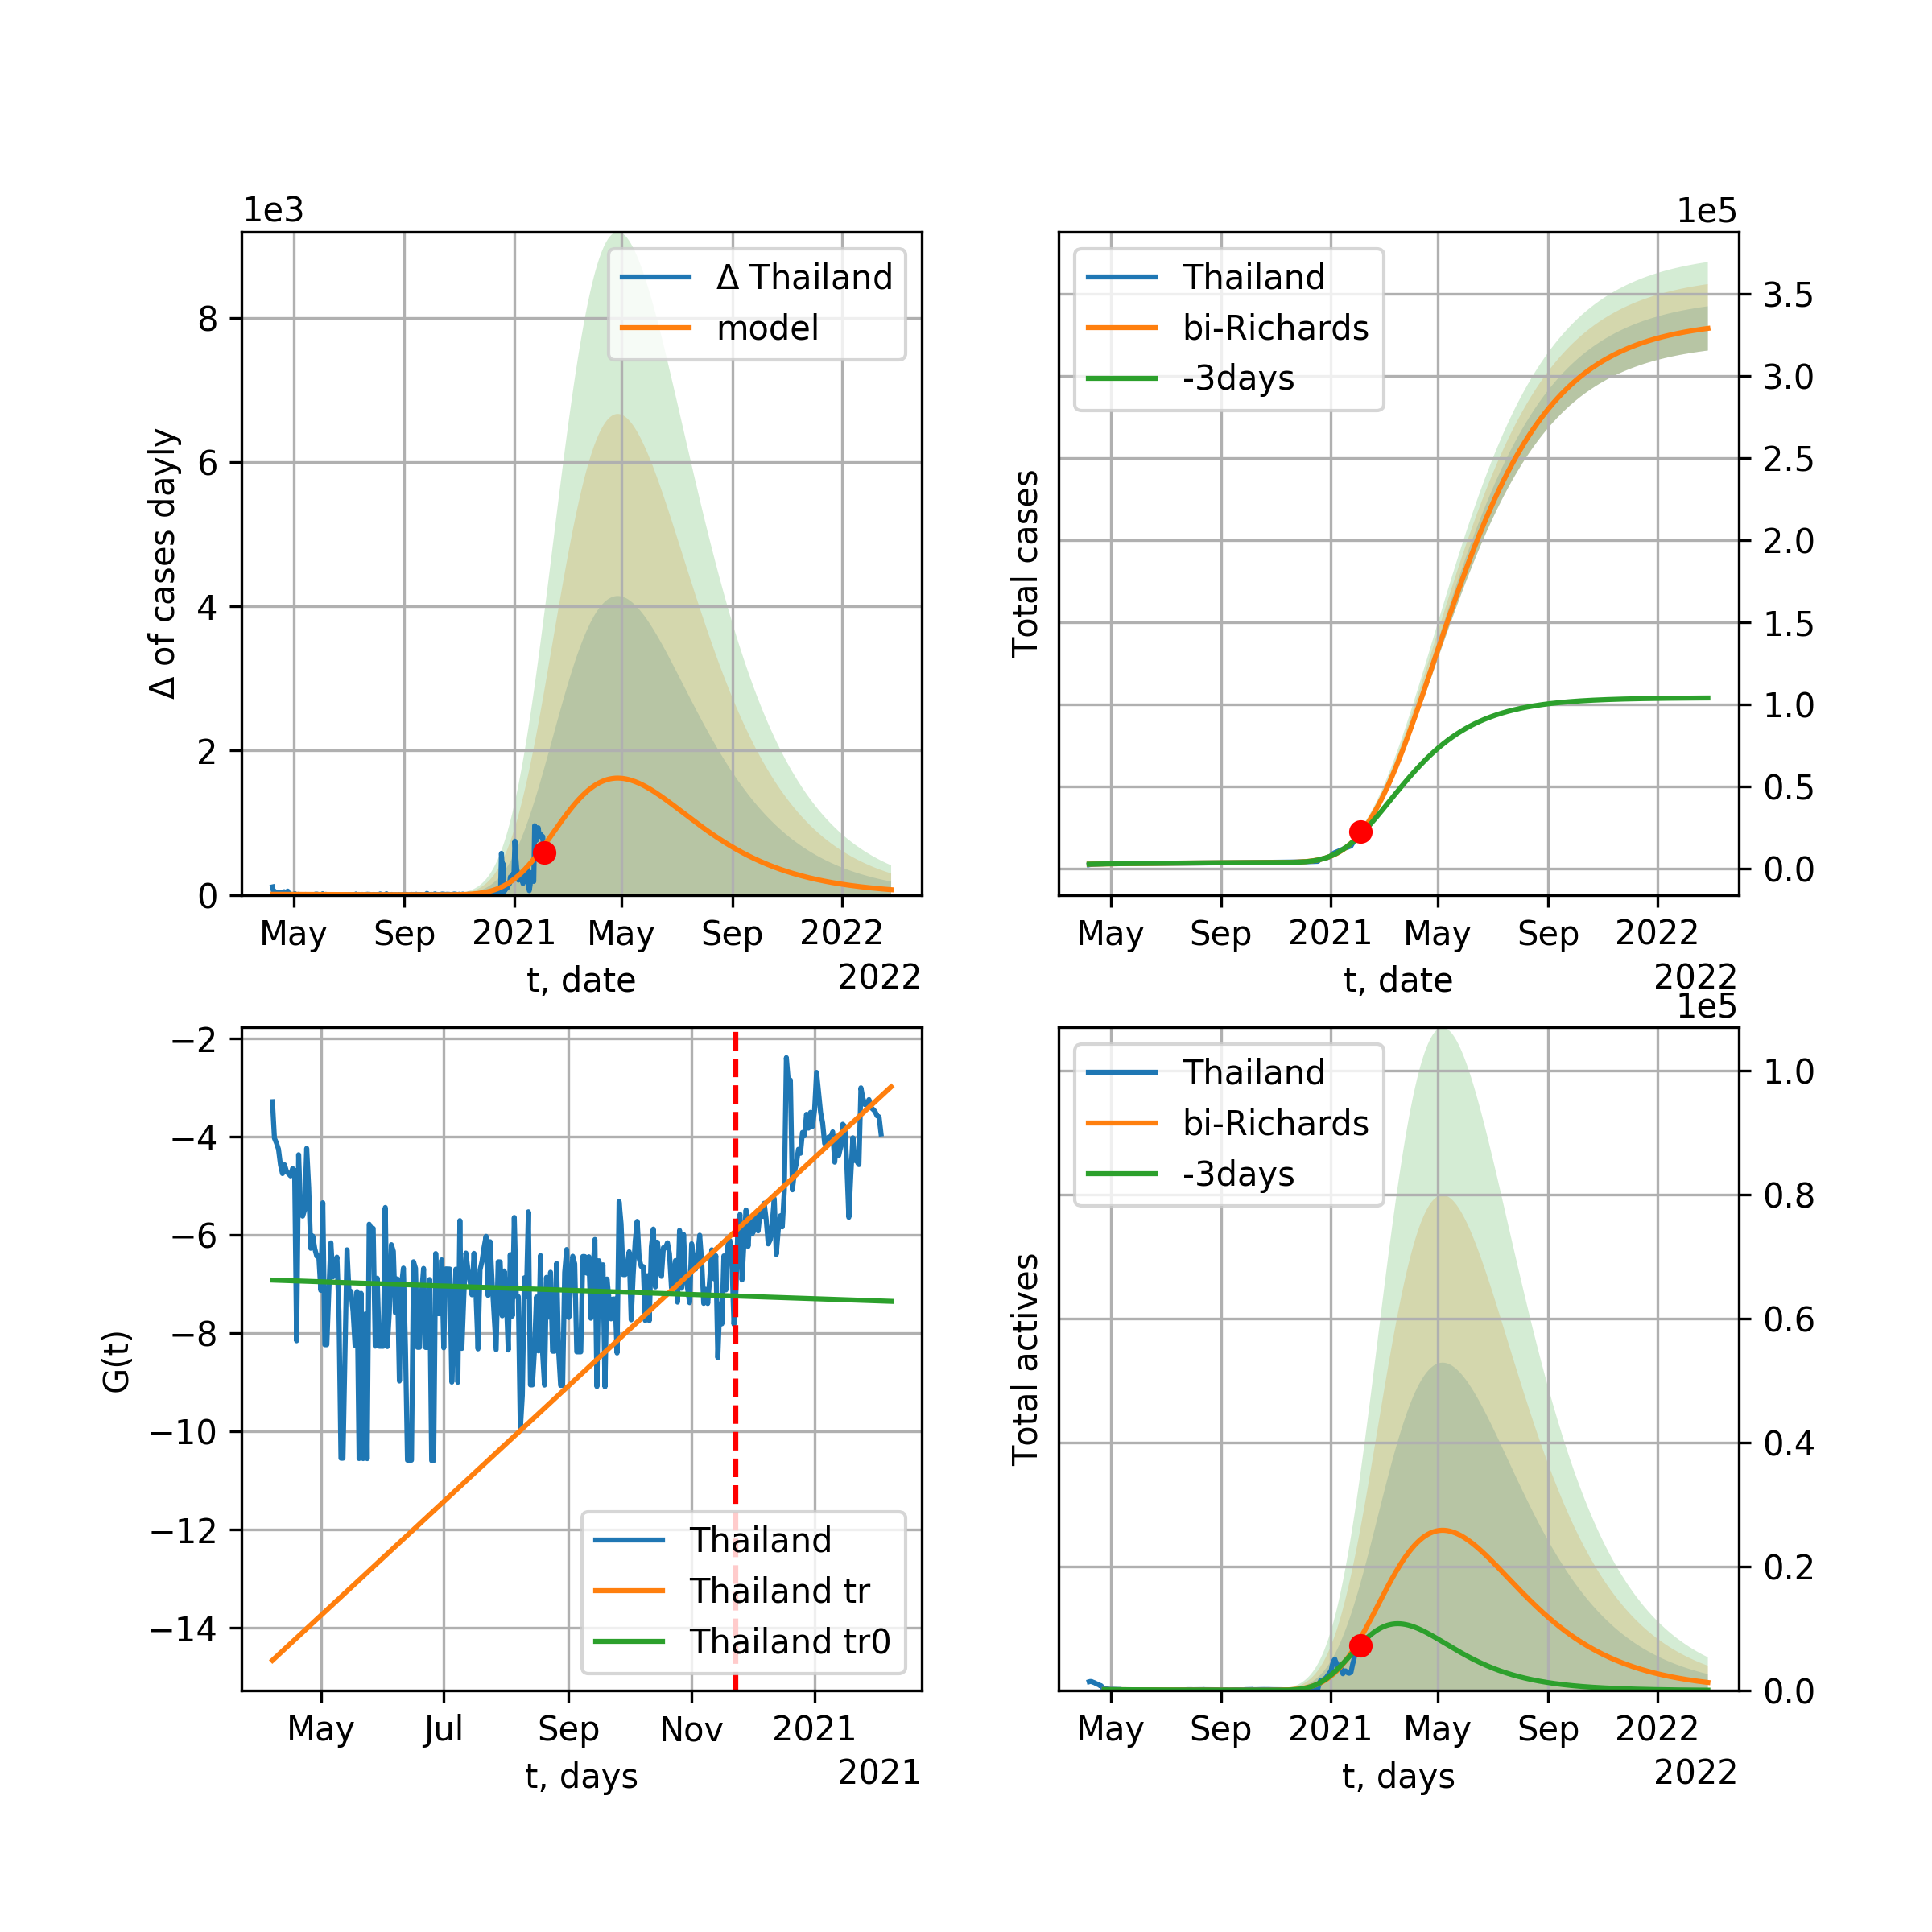 1e3
Δ Thailand
model
8
6
4
2
0
Δ of cases dayly
May Sep 2021 May Sep 2022
t, date
2022
1e5
Thailand
bi-Richards
-3days
3.5
3.0
2.5
2.0
1.5
1.0
0.5
0.0
Total cases
May Sep 2021 May Sep 2022
t, date
2022
−2
−4
−6
−8
−10
−12
−14
G(t)
Thailand
Thailand tr
Thailand tr0
May Jul Sep Nov 2021
t, days
2021
1e5
Thailand
bi-Richards
-3days
1.0
0.8
0.6
0.4
0.2
0.0
Total actives
May Sep 2021 May Sep 2022
t, days
2022